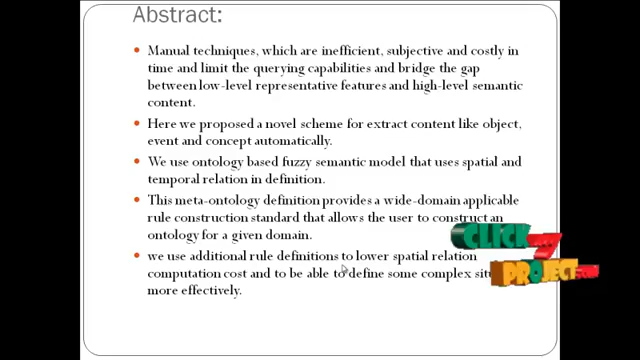 Abstract:
• Manual techniques, which are inefficient, subjective and costly in
time and limit the querying capabilities and bridge the gap
between low-level representative features and high-level semantic
content.
• Here we proposed a novel scheme for extract content like object,
event and concept automatically.
• We use ontology based fuzzy semantic model that uses spatial and
temporal relation in definition.
• This meta-ontology definition provides a wide-domain applicable
rule construction standard that allows the user to construct an
ontology for a given domain.
• we use additional rule definitions to lower spatial relation
computation cost and to be able to define some complex
more effectively.
CLICK
PROJECT.com